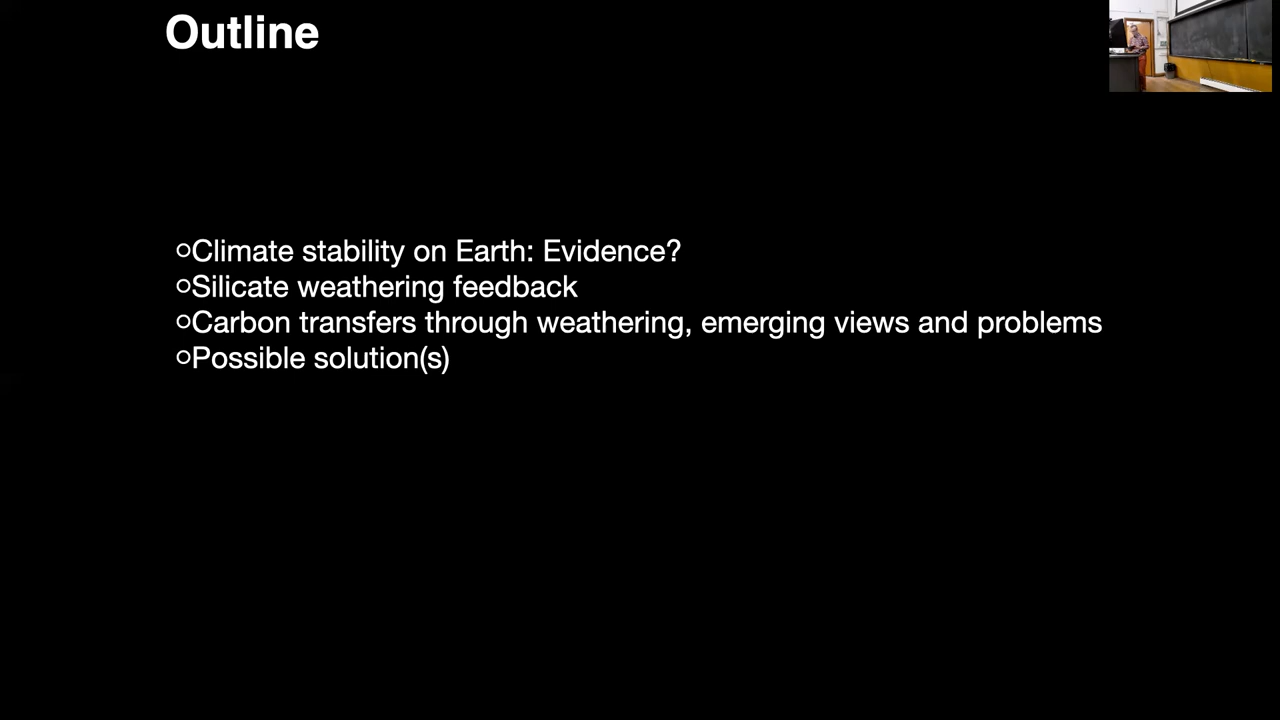 Outline
Climate stability on Earth: Evidence?
Silicate weathering feedback
Carbon transfers through weathering, emerging views and problems
Possible solution(s)